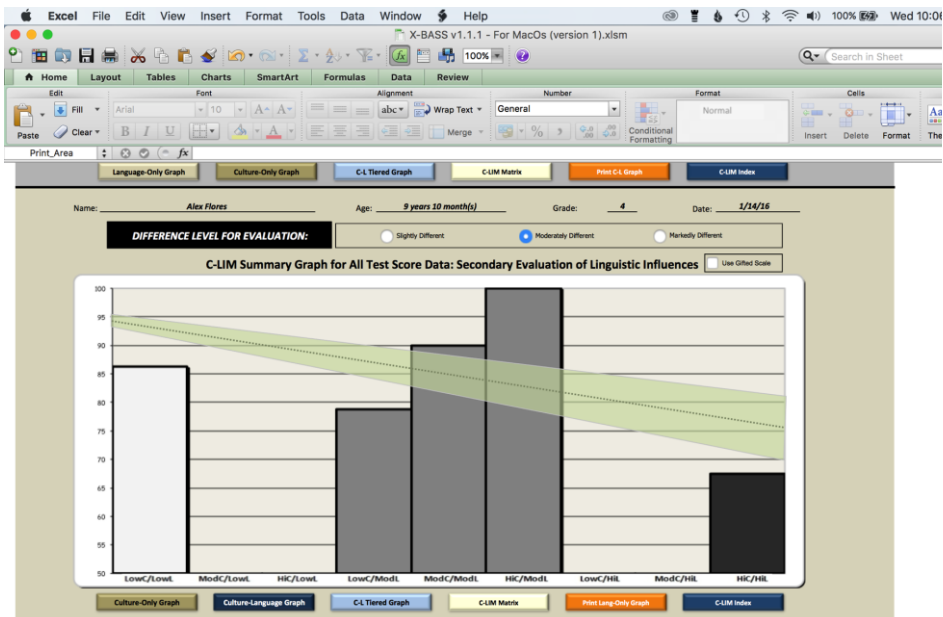 Excel File Edit View Insert Format Tools Data Window Help 100% Wed 10:06
X-BASS v1.1.1 - For MacOs (version 1).xlsm
100% Search in Sheet
Home Layout Tables Charts SmartArt Formulas Data Review
Edit Font Alignment Number Format Cells
Fill Arial 10 A A abc Wrap Text General Normal Aa
Paste Clear B I U A Merge % Conditional Formatting Insert Delete Format The
Print_Area fx
Language-Only Graph Culture-Only Graph C-L Tiered Graph C-LIM Matrix Print C-L Graph C-LIM Index
Name: Alex Flores Age: 9 years 10 month(s) Grade: 4 Date: 1/14/16
DIFFERENCE LEVEL FOR EVALUATION: Slightly Different Moderately Different Markedly Different
C-LIM Summary Graph for All Test Score Data: Secondary Evaluation of Linguistic Influences Use Gifted Scale
100
95
90
85
80
75
70
65
60
55
50
LowC/LowL ModC/LowL HiC/LowL LowC/ModL ModC/ModL HiC/ModL LowC/HiL ModC/HiL HiC/HiL
Culture-Only Graph Culture-Language Graph C-L Tiered Graph C-LIM Matrix Print Lang-Only Graph C-LIM Index